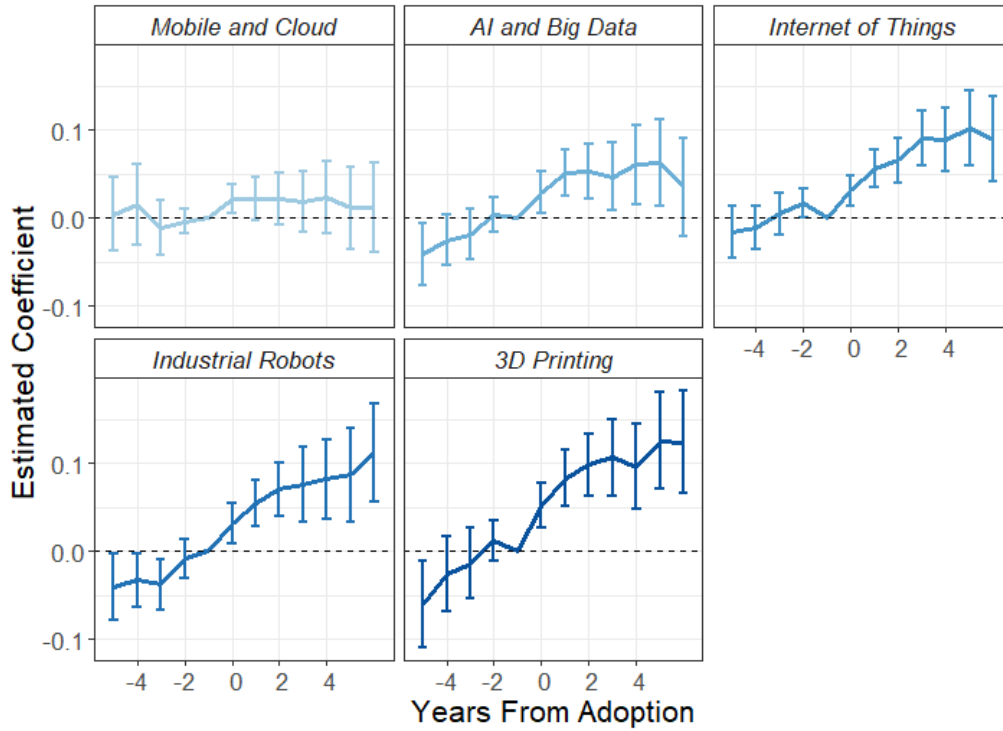 Mobile and Cloud
AI and Big Data
Internet of Things
0.1
0.0
-0.1
-4 -2 0 2 4
Industrial Robots
3D Printing
0.1
0.0
-0.1
-4 -2 0 2 4
-4 -2 0 2 4
Estimated Coefficient
Years From Adoption